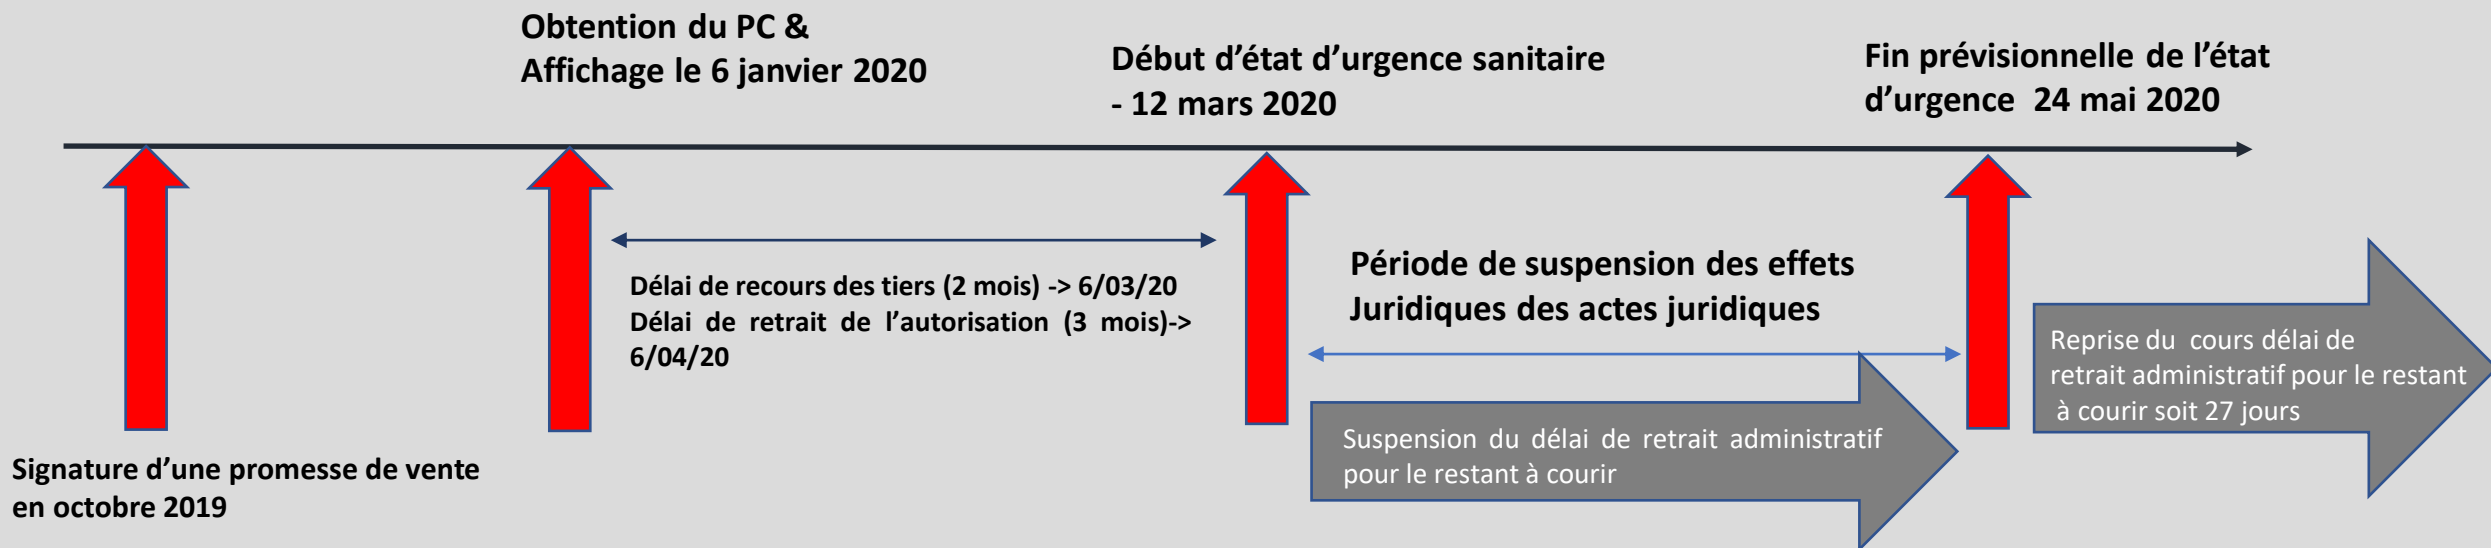 Obtention du PC &
Affichage le 6 janvier 2020
Début d’état d’urgence sanitaire
- 12 mars 2020
Fin prévisionnelle de l’état
d’urgence 24 mai 2020
Délai de recours des tiers (2 mois) -> 6/03/20
Délai de retrait de l’autorisation (3 mois)->
6/04/20
Période de suspension des effets
Juridiques des actes juridiques
Reprise du cours délai de
retrait administratif pour le restant
à courir soit 27 jours
Suspension du délai de retrait administratif
pour le restant à courir
Signature d’une promesse de vente
en octobre 2019